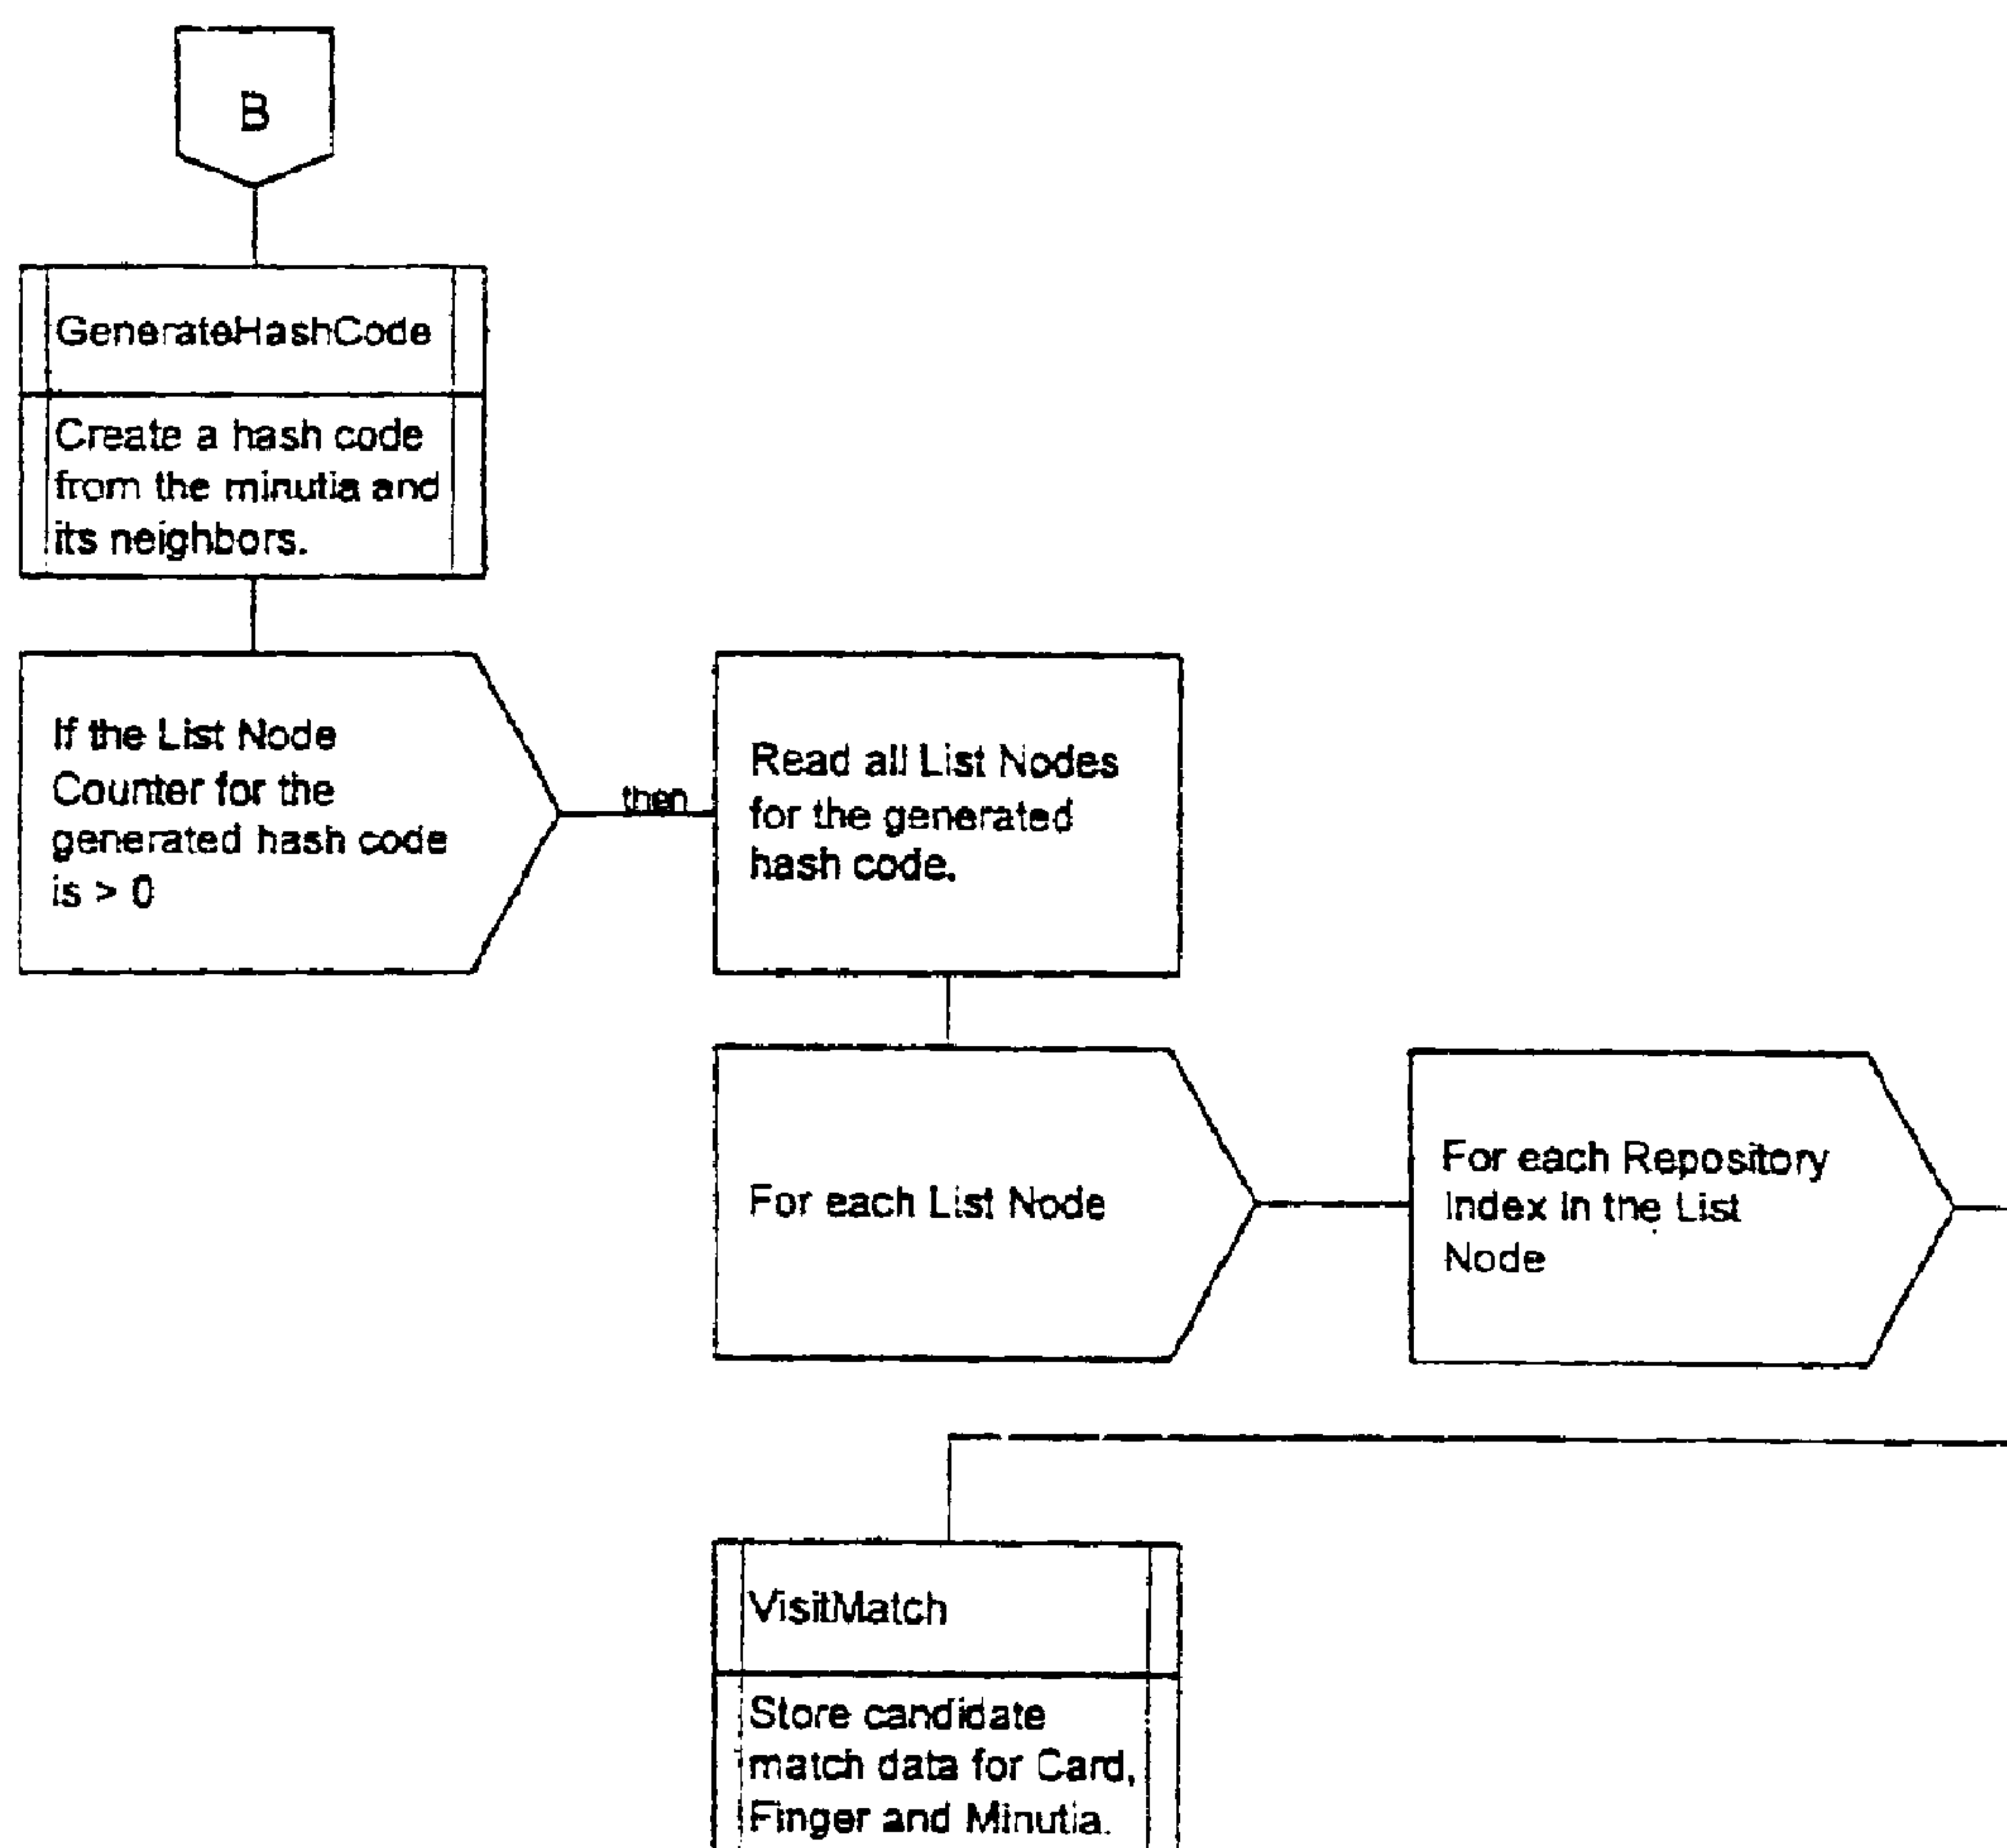 B
GenerateHashCode
Create a hash code
from the minutia and
its neighbors.
If the List Node
Counter for the
generated hash code
is > 0
then
Read all List Nodes
for the generated
hash code.
For each List Node
For each Repository
Index in the List
Node
VisitMatch
Store candidate
match data for Card,
Finger and Minutia.